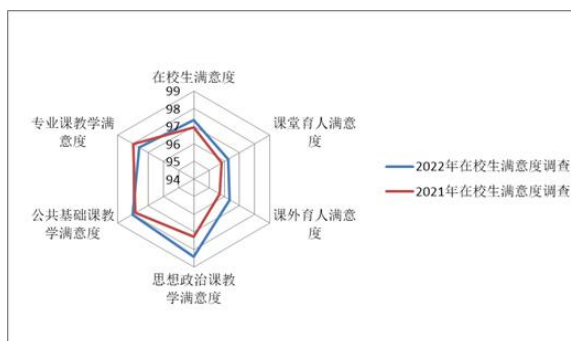 在校生满意度
99
98
97
96
95
94
课堂育人满意
度
课外育人满意
度
思想政治课教
学满意度
公共基础课教
学满意度
专业课教学满
意度
2022年在校生满意度调查
2021年在校生满意度调查